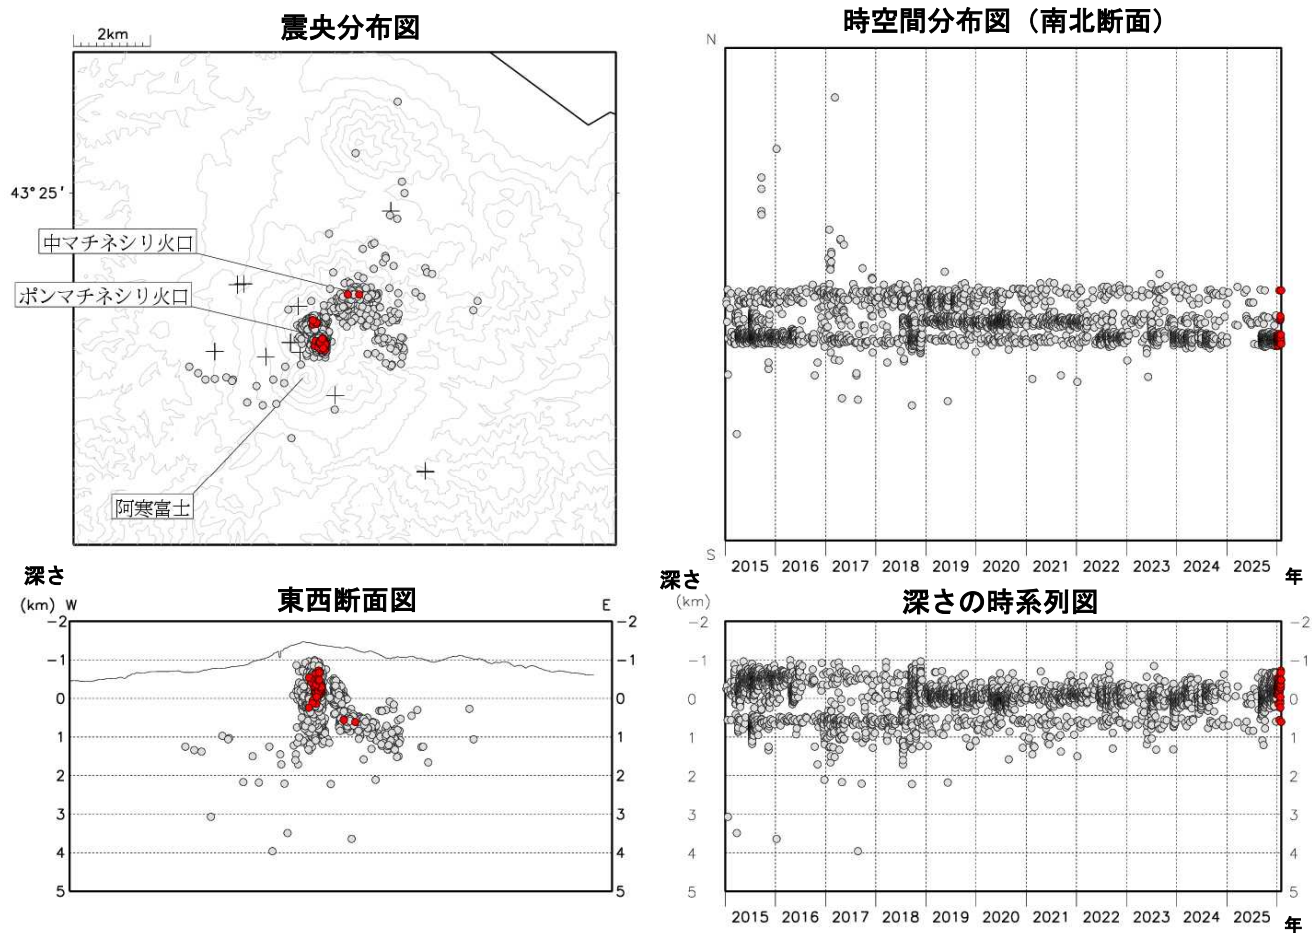 震央分布図
2km
43°25′
中マチネシリ火口
ポンマチネシリ火口
阿寒富士
時空間分布図（南北断面）
N
S
2015 2016 2017 2018 2019 2020 2021 2022 2023 2024 2025 年
東西断面図
深さ
(km) W E
-2 -2
-1 -1
0 0
1 1
2 2
3 3
4 4
5 5
深さの時系列図
深さ
(km)
-2 -2
-1 -1
0 0
1 1
2 2
3 3
4 4
5 5
2015 2016 2017 2018 2019 2020 2021 2022 2023 2024 2025 年